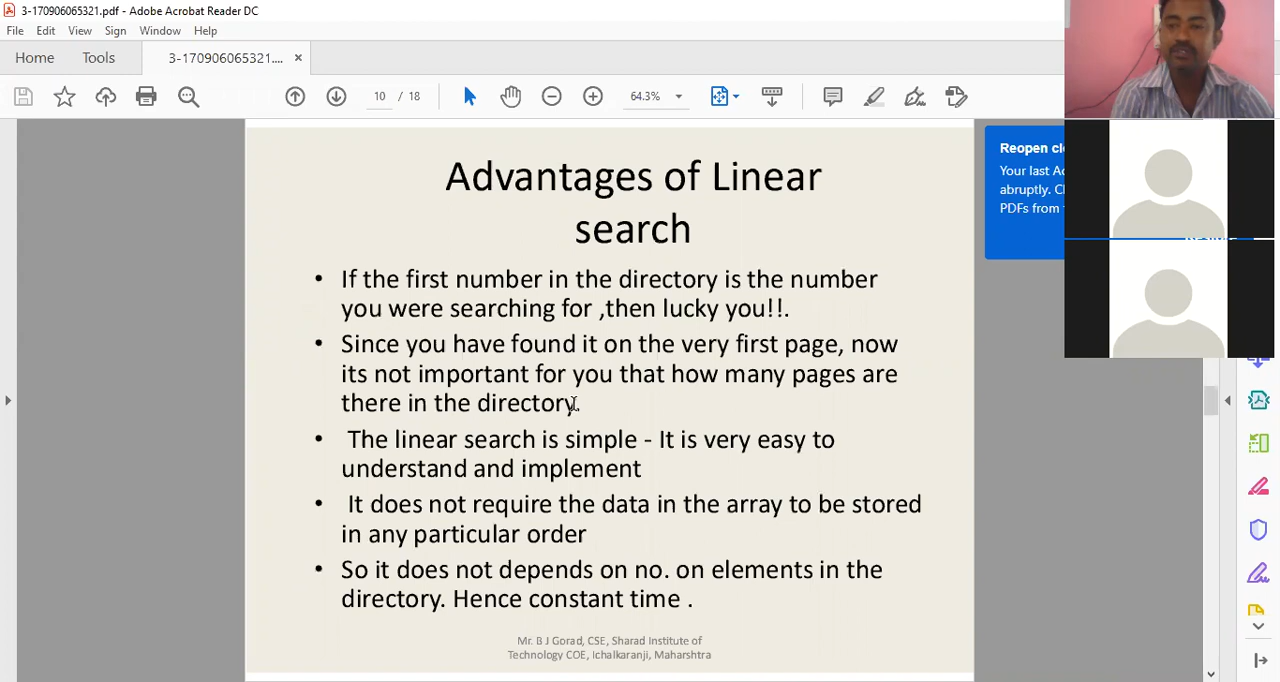 3-170906065321.pdf - Adobe Acrobat Reader DC
File Edit View Sign Window Help
Home Tools 3-170906065321.... ×
10 / 18 64.3%
Reopen
Your last
abruptly.
PDFs from
Advantages of Linear
search
• If the first number in the directory is the number
you were searching for ,then lucky you!!.
• Since you have found it on the very first page, now
its not important for you that how many pages are
there in the directory.
• The linear search is simple - It is very easy to
understand and implement
• It does not require the data in the array to be stored
in any particular order
• So it does not depends on no. on elements in the
directory. Hence constant time .
Mr. B J Gorad, CSE, Sharad Institute of
Technology COE, Ichalkaranji, Maharshtra